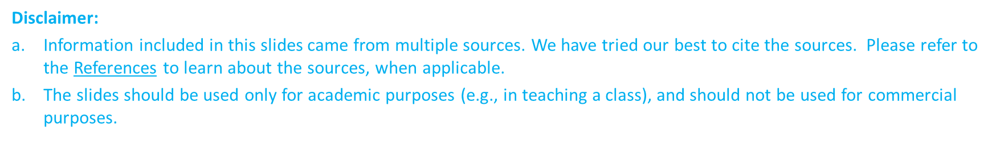 Disclaimer:
a. Information included in this slides came from multiple sources. We have tried our best to cite the sources.  Please refer to
the References to learn about the sources, when applicable.
b. The slides should be used only for academic purposes (e.g., in teaching a class), and should not be used for commercial
purposes.